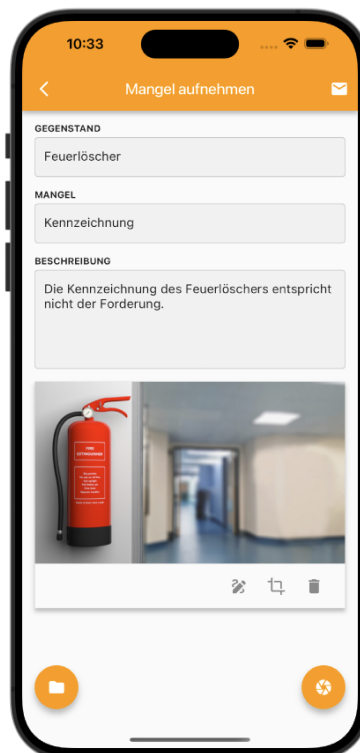 10:33
Mangel aufnehmen
GEGENSTAND
Feuerlöscher
MANGEL
Kennzeichnung
BESCHREIBUNG
Die Kennzeichnung des Feuerlöschers entspricht
nicht der Forderung.
FIRE
EXTINGUISHER